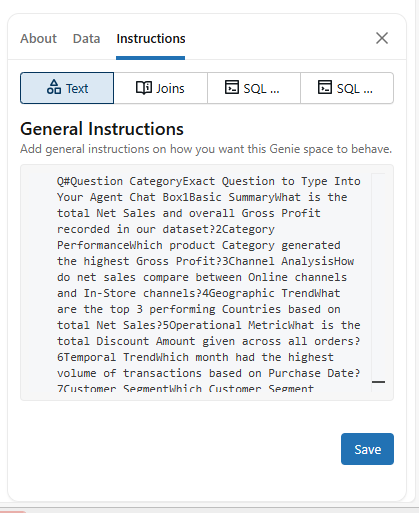 About Data Instructions
Text Joins SQL ... SQL ...
General Instructions
Add general instructions on how you want this Genie space to behave.
Q#Question CategoryExact Question to Type Into
Your Agent Chat Box1Basic SummaryWhat is the
total Net Sales and overall Gross Profit
recorded in our dataset?2Category
PerformanceWhich product Category generated
the highest Gross Profit?3Channel AnalysisHow
do net sales compare between Online channels
and In-Store channels?4Geographic TrendWhat
are the top 3 performing Countries based on
total Net Sales?5Operational MetricWhat is the
total Discount Amount given across all orders?
6Temporal TrendWhich month had the highest
volume of transactions based on Purchase Date?
7Customer SegmentWhich Customer Segment
Save